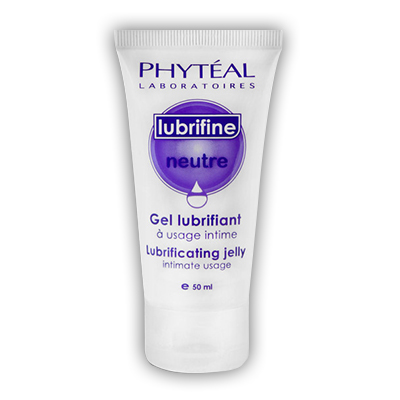 PHYTÉAL
LABORATOIRES
lubrifine
neutre
Gel lubrifiant
à usage intime
Lubrificating jelly
intimate usage
e 50 ml